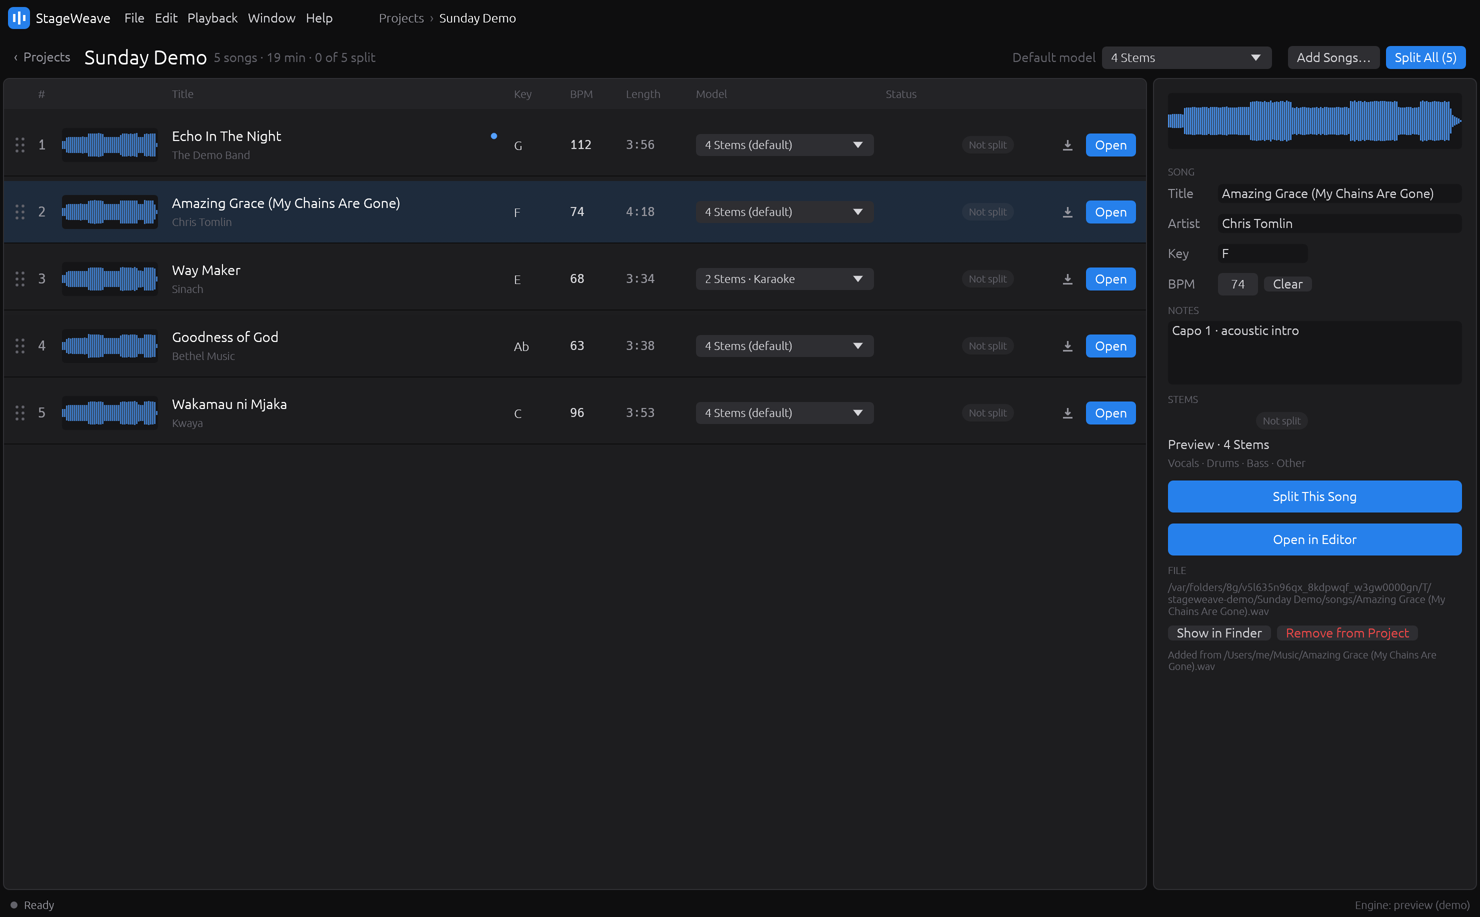 StageWeave File Edit Playback Window Help Projects › Sunday Demo
‹ Projects Sunday Demo 5 songs · 19 min · 0 of 5 split Default model 4 Stems Add Songs... Split All (5)
# Title Key BPM Length Model Status
1 Echo In The Night G 112 3:56 4 Stems (default) Not split Open
The Demo Band
2 Amazing Grace (My Chains Are Gone) F 74 4:18 4 Stems (default) Not split Open
Chris Tomlin
3 Way Maker E 68 3:34 2 Stems · Karaoke Not split Open
Sinach
4 Goodness of God Ab 63 3:38 4 Stems (default) Not split Open
Bethel Music
5 Wakamau ni Mjaka C 96 3:53 4 Stems (default) Not split Open
Kwaya
SONG
Title Amazing Grace (My Chains Are Gone)
Artist Chris Tomlin
Key F
BPM 74 Clear
NOTES
Capo 1 · acoustic intro
STEMS
Not split
Preview · 4 Stems
Vocals · Drums · Bass · Other
Split This Song
Open in Editor
FILE
/var/folders/8g/v5l635n96qx_8kdpwqf_w3gw0000gn/T/
stageweave-demo/Sunday Demo/songs/Amazing Grace (My
Chains Are Gone).wav
Show in Finder Remove from Project
Added from /Users/me/Music/Amazing Grace (My Chains Are
Gone).wav
Ready Engine: preview (demo)